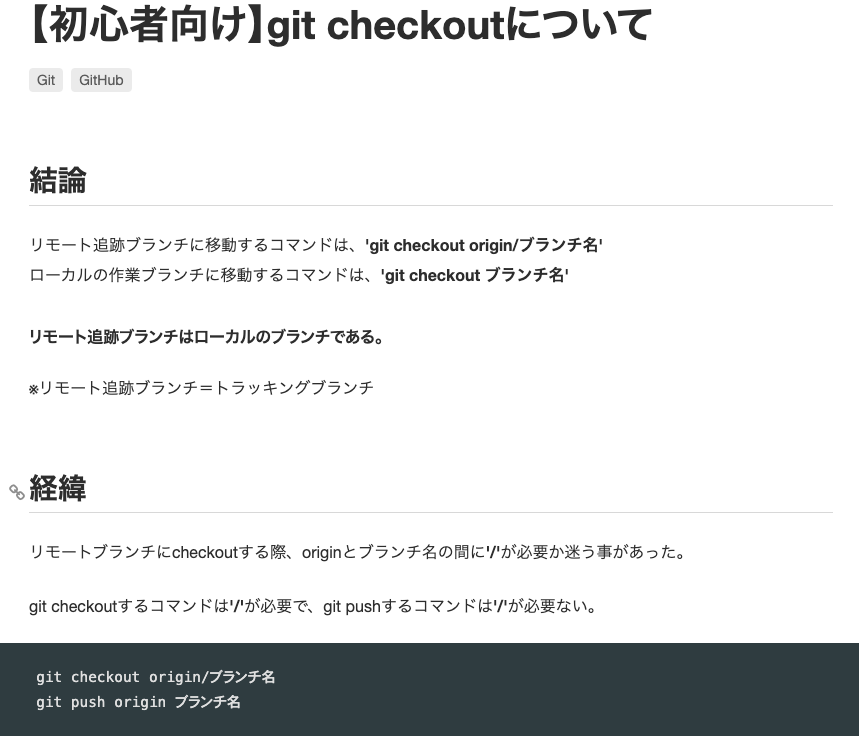 【初心者向け】git checkoutについて
Git GitHub
結論
リモート追跡ブランチに移動するコマンドは、'git checkout origin/ブランチ名'
ローカルの作業ブランチに移動するコマンドは、'git checkout ブランチ名'
リモート追跡ブランチはローカルのブランチである。
※リモート追跡ブランチ＝トラッキングブランチ
経緯
リモートブランチにcheckoutする際、originとブランチ名の間に'/'が必要か迷う事があった。
git checkoutするコマンドは'/'が必要で、git pushするコマンドは'/'が必要ない。
git checkout origin/ブランチ名
git push origin ブランチ名